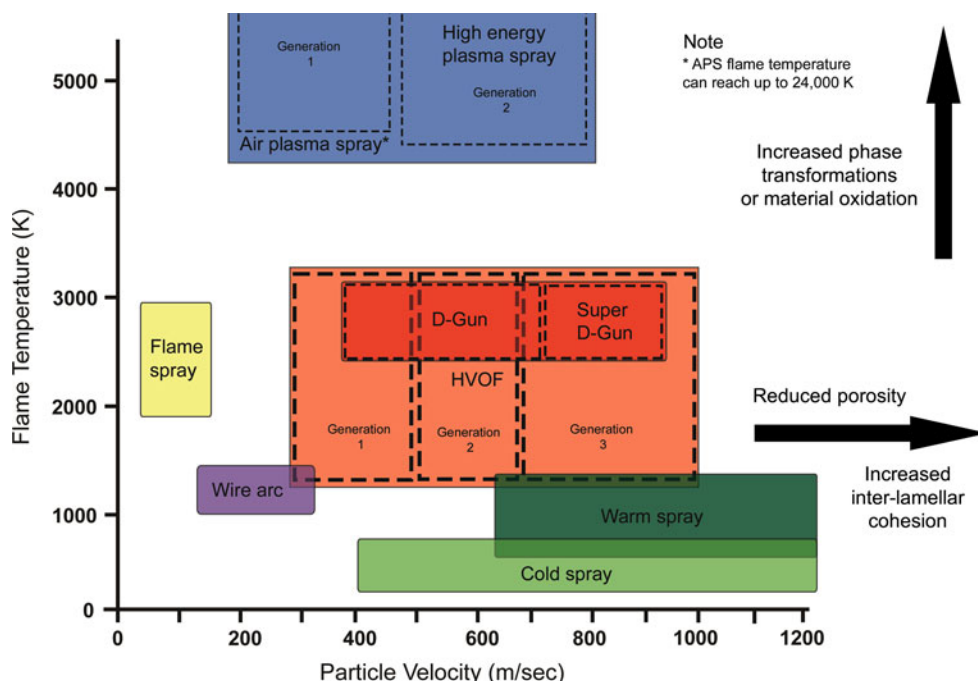 Generation
1
High energy
plasma spray
Generation
2
Air plasma spray*
Note
* APS flame temperature
can reach up to 24,000 K
Increased phase
transformations
or material oxidation
Flame Temperature (K)
5000
4000
3000
2000
1000
0
Flame
spray
D-Gun
Super
D-Gun
HVOF
Generation
1
Generation
2
Generation
3
Reduced porosity
Increased
inter-lamellar
cohesion
Wire arc
Warm spray
Cold spray
0
200
400
600
800
1000
1200
Particle Velocity (m/sec)